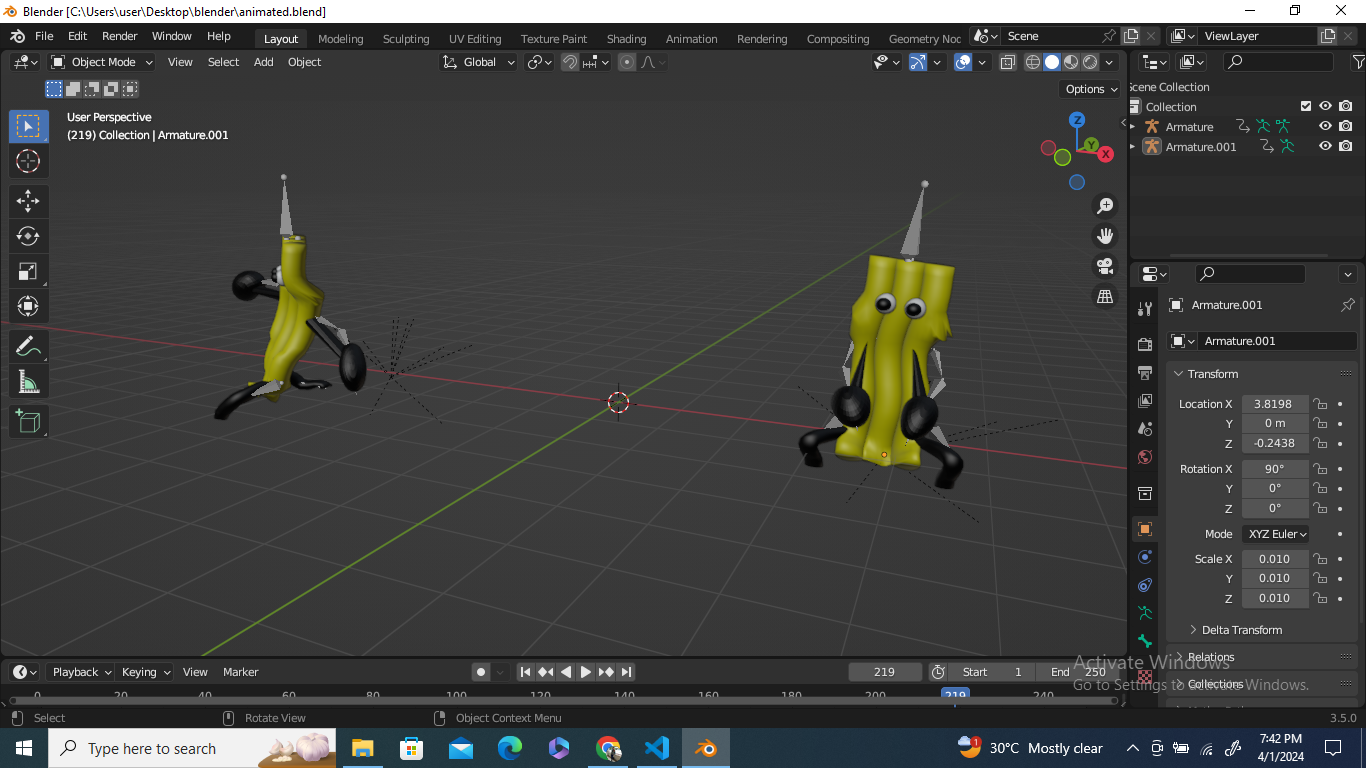 Blender [C:\Users\user\Desktop\blender\animated.blend]
File Edit Render Window Help Layout Modeling Sculpting UV Editing Texture Paint Shading Animation Rendering Compositing Geometry Noc Scene ViewLayer
Object Mode View Select Add Object Global
Options
User Perspective
(219) Collection | Armature.001
Z
Y
X
Scene Collection
Collection
Armature
Armature.001
Armature.001
Armature.001
Transform
Location X 3.8198
Y 0 m
Z -0.2438
Rotation X 90°
Y 0°
Z 0°
Mode XYZ Euler
Scale X 0.010
Y 0.010
Z 0.010
Delta Transform
Relations
Collections
Activate Windows
Go to Settings to activate Windows.
Playback Keying View Marker 219 Start 1 End 250
0 20 40 60 80 100 120 140 160 180 200 219 240
Select Rotate View Object Context Menu 3.5.0
Type here to search
1
30°C Mostly clear
7:42 PM
4/1/2024